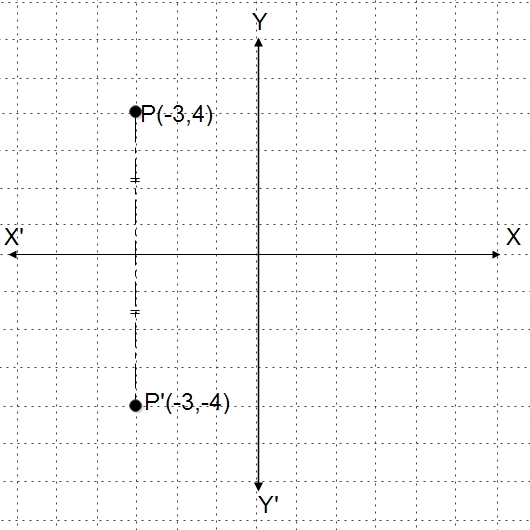 Y
P(-3,4)
X'
X
P'(-3,-4)
Y'